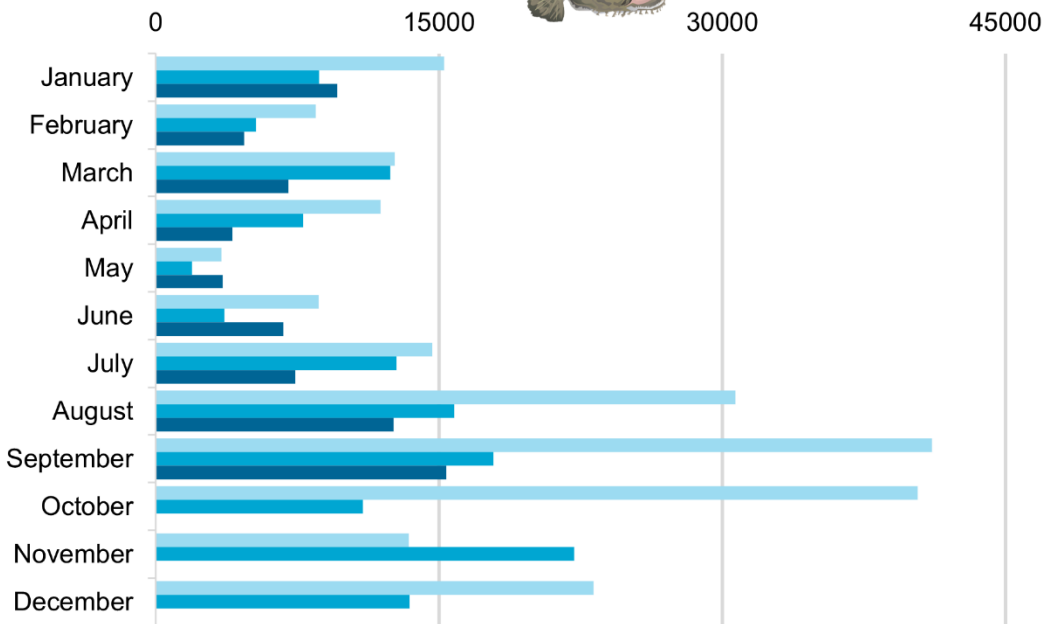 0 15000 30000 45000
January
February
March
April
May
June
July
August
September
October
November
December